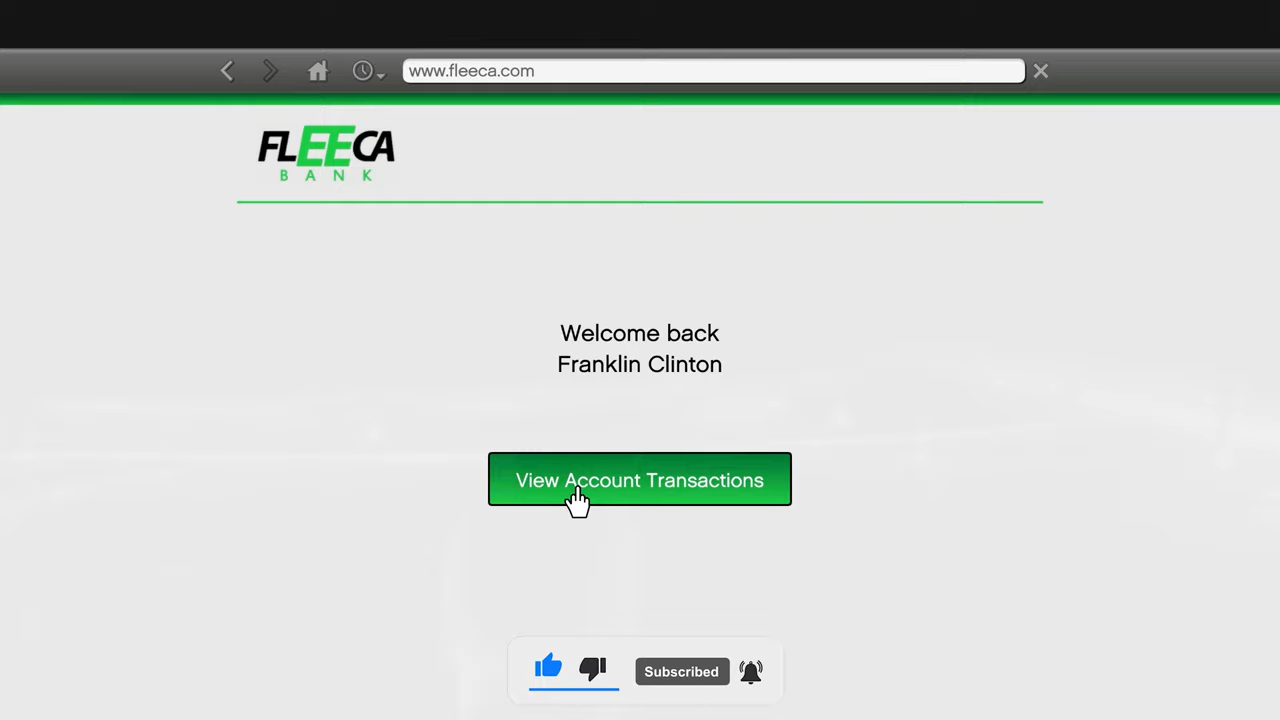 www.fleeca.com
FLEECA
BANK
Welcome back
Franklin Clinton
View Account Transactions
Subscribed